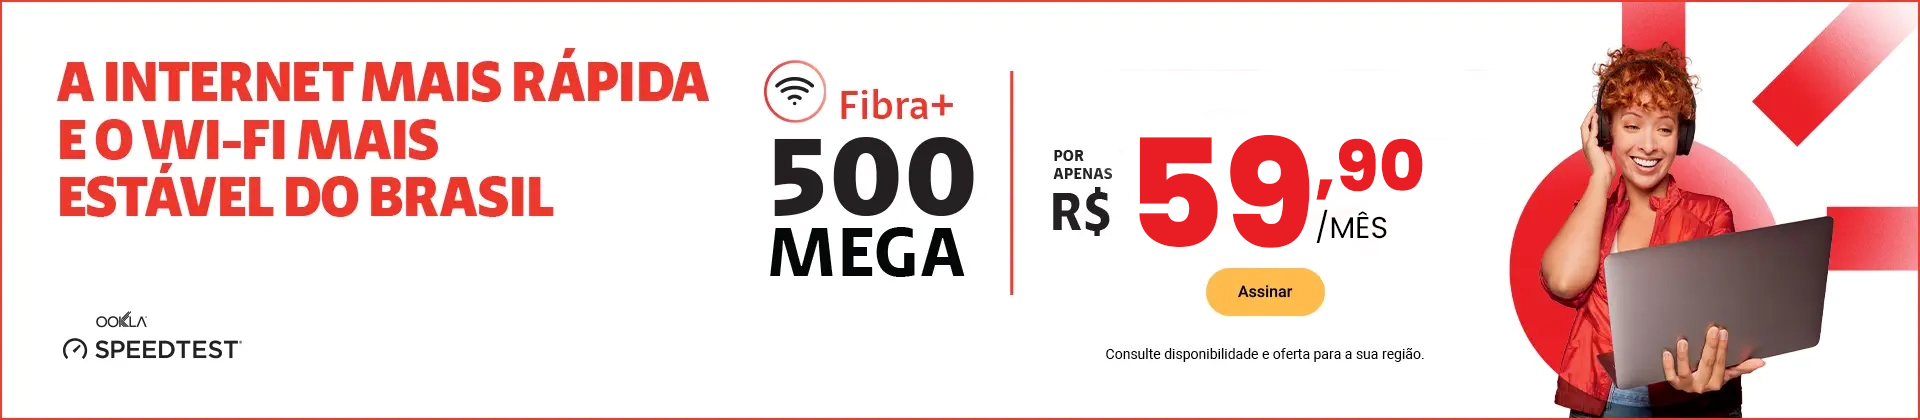 A INTERNET MAIS RÁPIDA
E O WI-FI MAIS
ESTÁVEL DO BRASIL
OOKLA
SPEEDTEST
Fibra+
500
MEGA
POR
APENAS
R$ 59,90
/MÊS
Assinar
Consulte disponibilidade e oferta para a sua região.